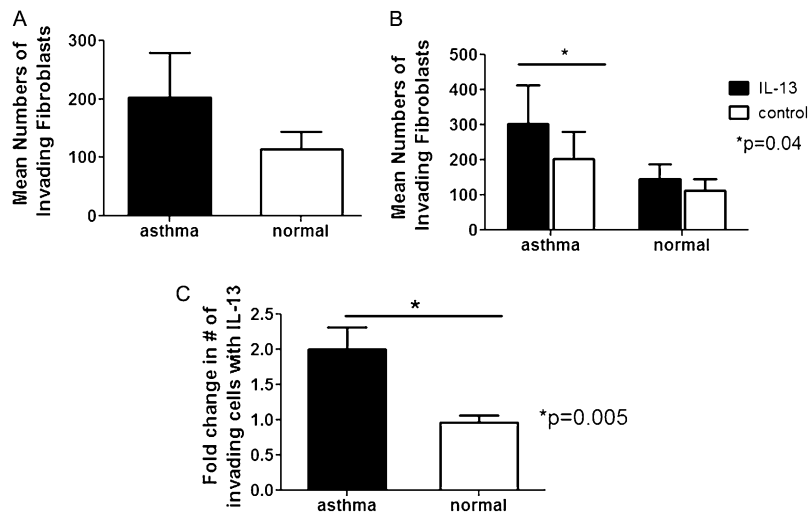 A
Mean Numbers of
Invading Fibroblasts
300
200
100
0
asthma
normal
B
Mean Numbers of
Invading Fibroblasts
500
400
300
200
100
0
*
asthma
normal
IL-13
control
*p=0.04
C
Fold change in # of
invading cells with IL-13
2.5
2.0
1.5
1.0
0.5
0.0
*
asthma
normal
*p=0.005